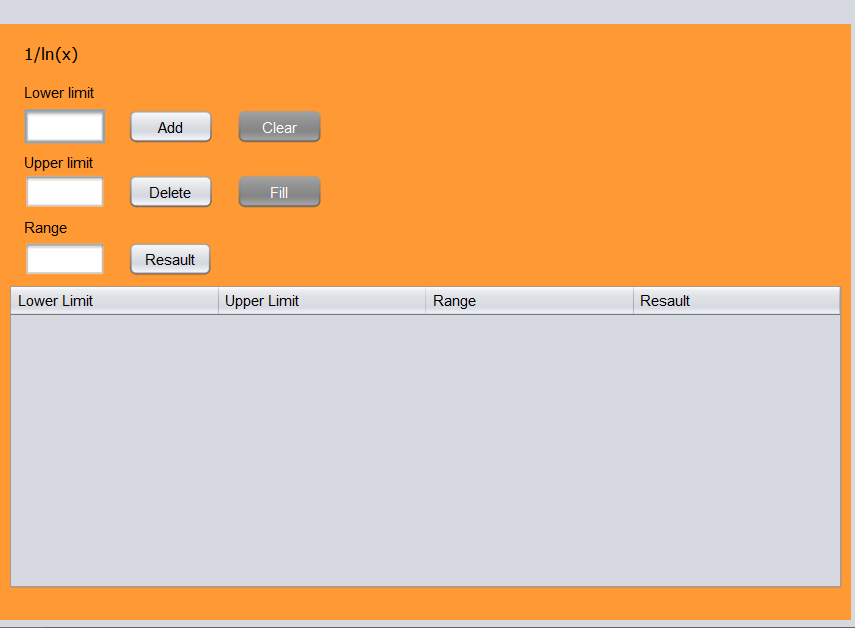 1/ln(x)
Lower limit
Add Clear
Upper limit
Delete Fill
Range
Resault
Lower Limit Upper Limit Range Resault